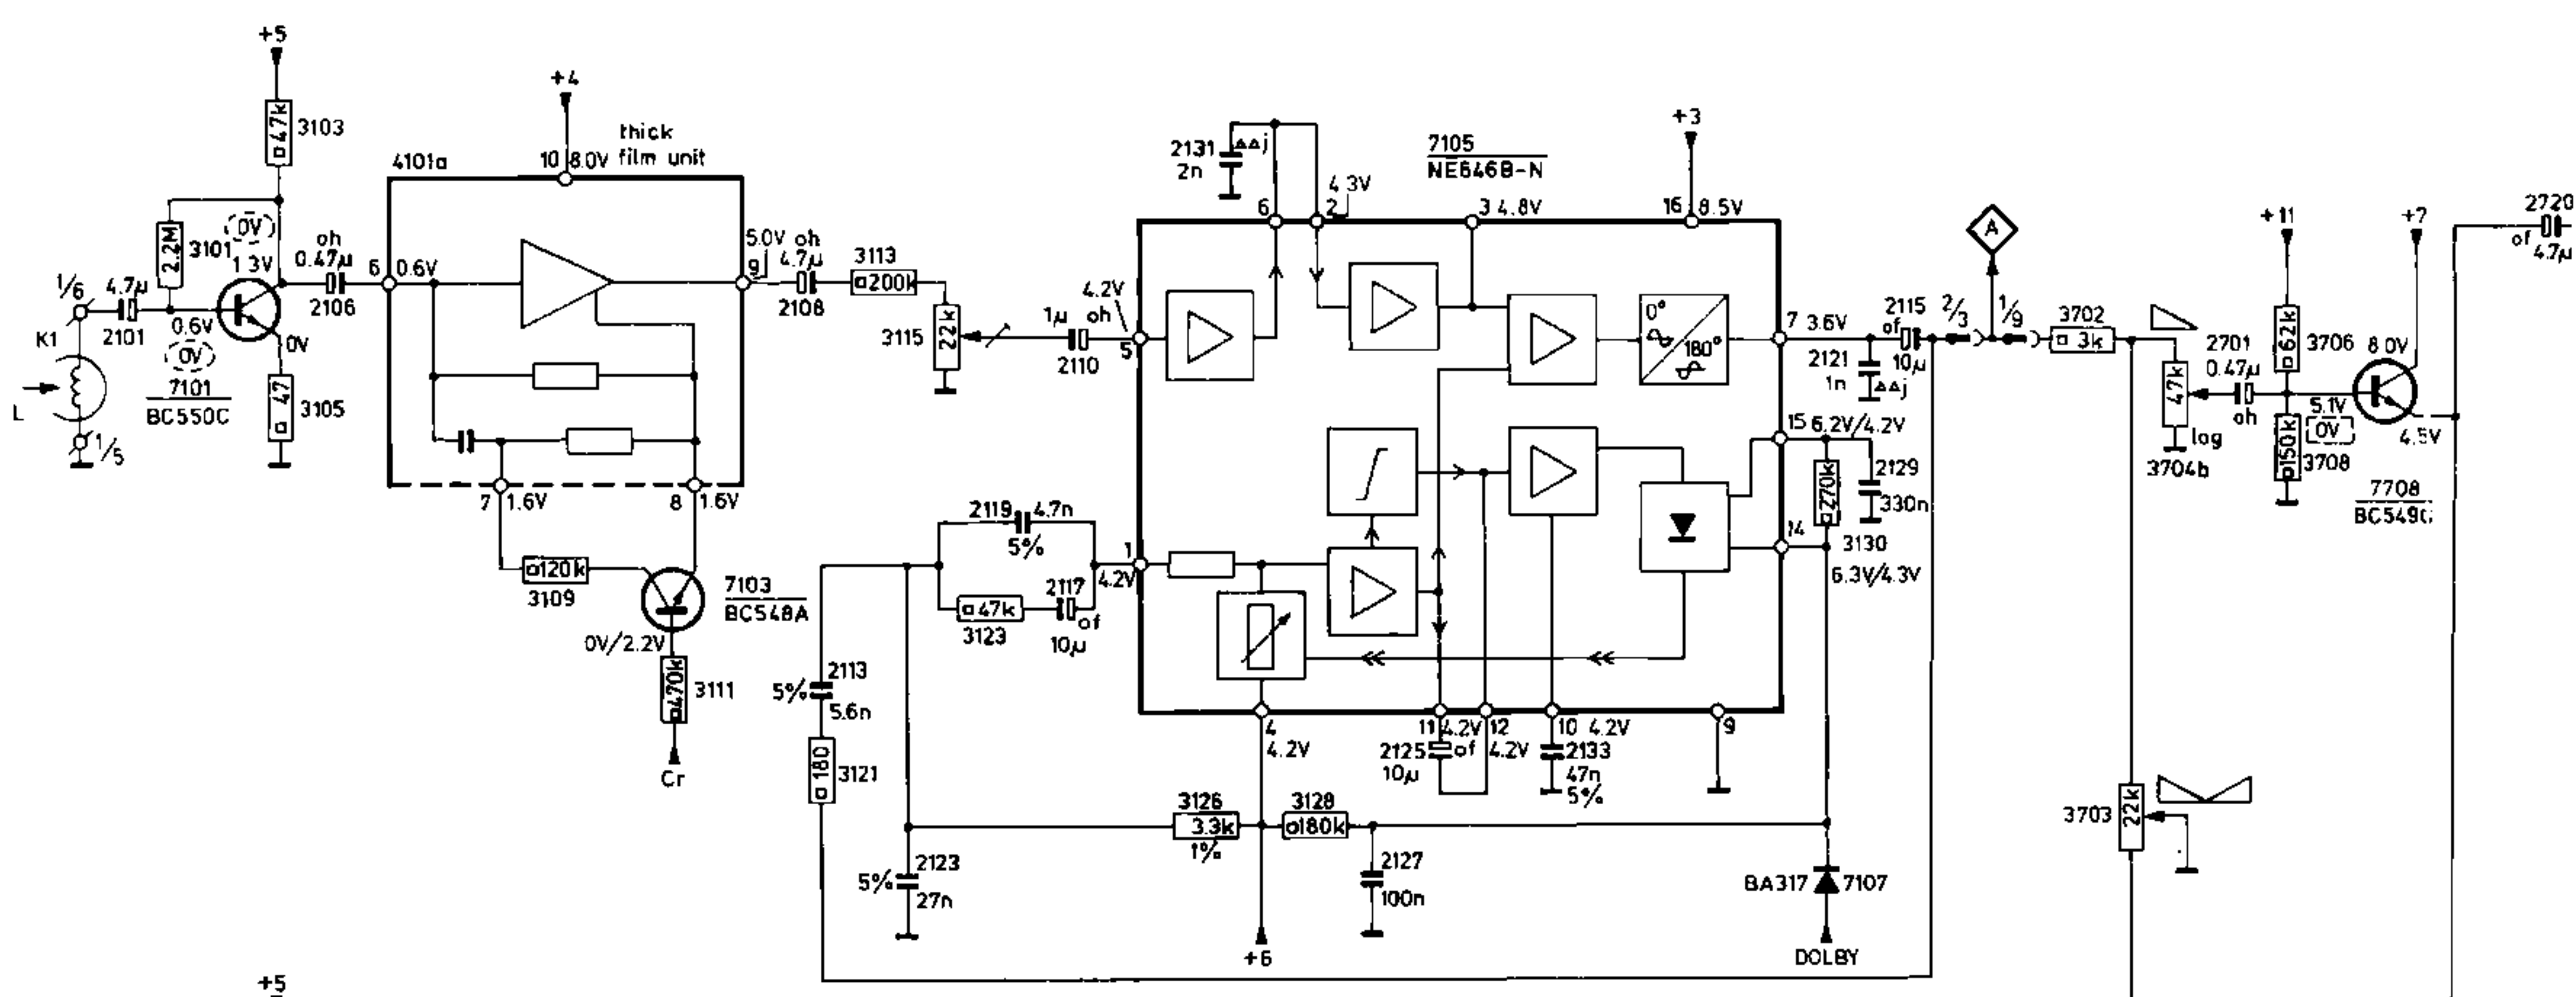 +5
47k
3103
3101
2.2M
0V
1.3V
1/6
4.7µ
2101
0.6V
0V
7101
BC550C
K1
L
1/5
0V
47
3105
oh
0.47µ
2106
4101a
+4
10 8.0V
thick
film unit
6 0.6V
5.0V
9
7 1.6V
8 1.6V
120k
3109
7103
BC548A
0V/2.2V
470k
3111
Cr
oh
4.7µ
2108
3113
200k
3115
22k
1µ
oh
2110
4.2V
5
2131
ΔΔj
2n
6
2
4.3V
7105
NE646B-N
3 4.8V
+3
16 8.5V
0°
180°
7 3.6V
2115
of
10µ
2121
1n
ΔΔj
2/3
A
1/9
3702
3k
47k
log
3704b
2701
0.47µ
oh
+11
62k
3706
150k
3708
5.1V
0V
+7
8.0V
4.5V
7708
BC549C
2720
of
4.7µ
15 6.2V/4.2V
270k
3130
2129
330n
14
6.3V/4.3V
2119
4.7n
5%
1
4.2V
47k
3123
2117
of
10µ
2113
5%
5.6n
180
3121
4
4.2V
11 4.2V
12
4.2V
2125
of
10µ
10 4.2V
2133
47n
5%
9
3126
3.3k
1%
3128
180k
2123
5%
27n
2127
100n
+6
BA317
7107
DOLBY
3703
22k
+5